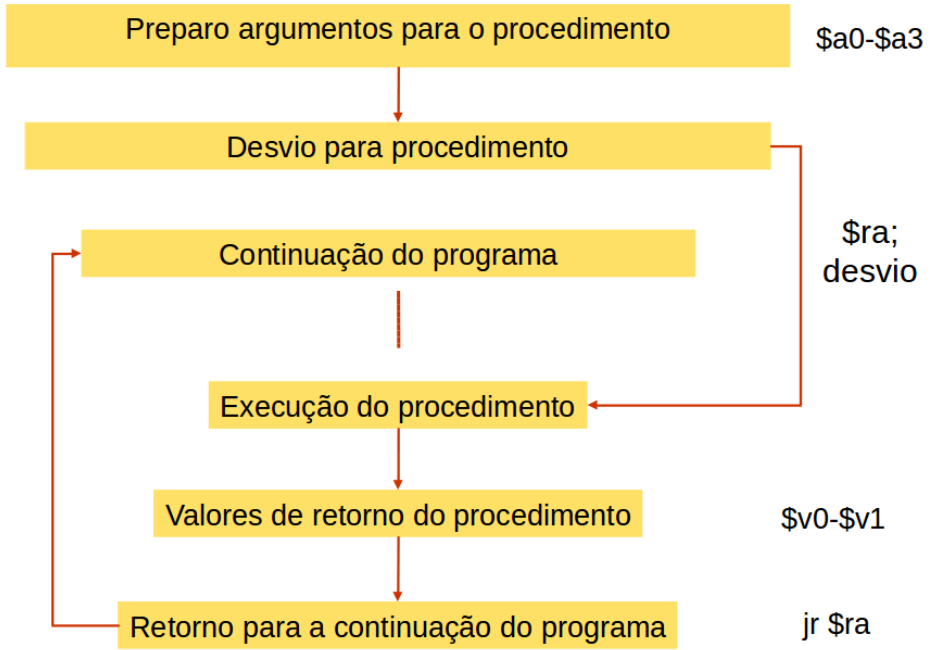 Preparo argumentos para o procedimento
$a0-$a3
Desvio para procedimento
$ra;
desvio
Continuação do programa
Execução do procedimento
Valores de retorno do procedimento
$v0-$v1
Retorno para a continuação do programa
jr $ra